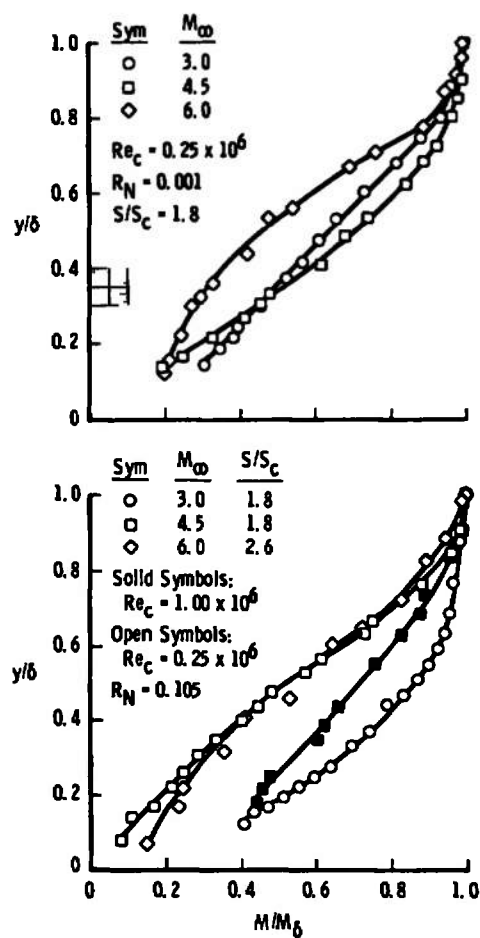 Sym M∞
3.0
4.5
6.0
Re_C = 0.25 x 10^6
R_N = 0.001
S/S_C = 1.8
1.0
0.8
0.6
y/δ
0.4
0.2
0
Sym M∞ S/S_C
3.0 1.8
4.5 1.8
6.0 2.6
Solid Symbols:
Re_C = 1.00 x 10^6
Open Symbols:
Re_C = 0.25 x 10^6
R_N = 0.105
1.0
0.8
0.6
y/δ
0.4
0.2
0
0 0.2 0.4 0.6 0.8 1.0
M/M_δ